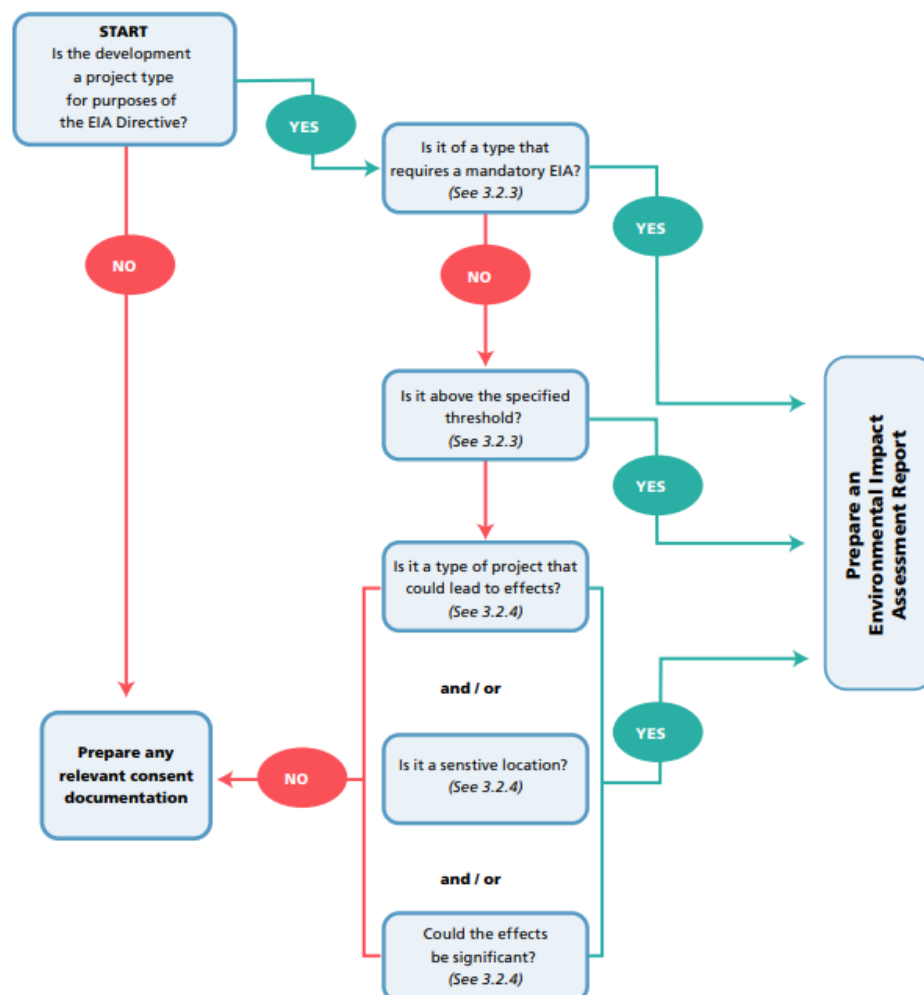 START
Is the development
a project type
for purposes of
the EIA Directive?
YES
Is it of a type that
requires a mandatory EIA?
(See 3.2.3)
YES
NO
NO
Is it above the specified
threshold?
(See 3.2.3)
YES
Prepare an
Environmental Impact
Assessment Report
Is it a type of project that
could lead to effects?
(See 3.2.4)
and / or
YES
Prepare any
relevant consent
documentation
NO
Is it a senstive location?
(See 3.2.4)
and / or
Could the effects
be significant?
(See 3.2.4)